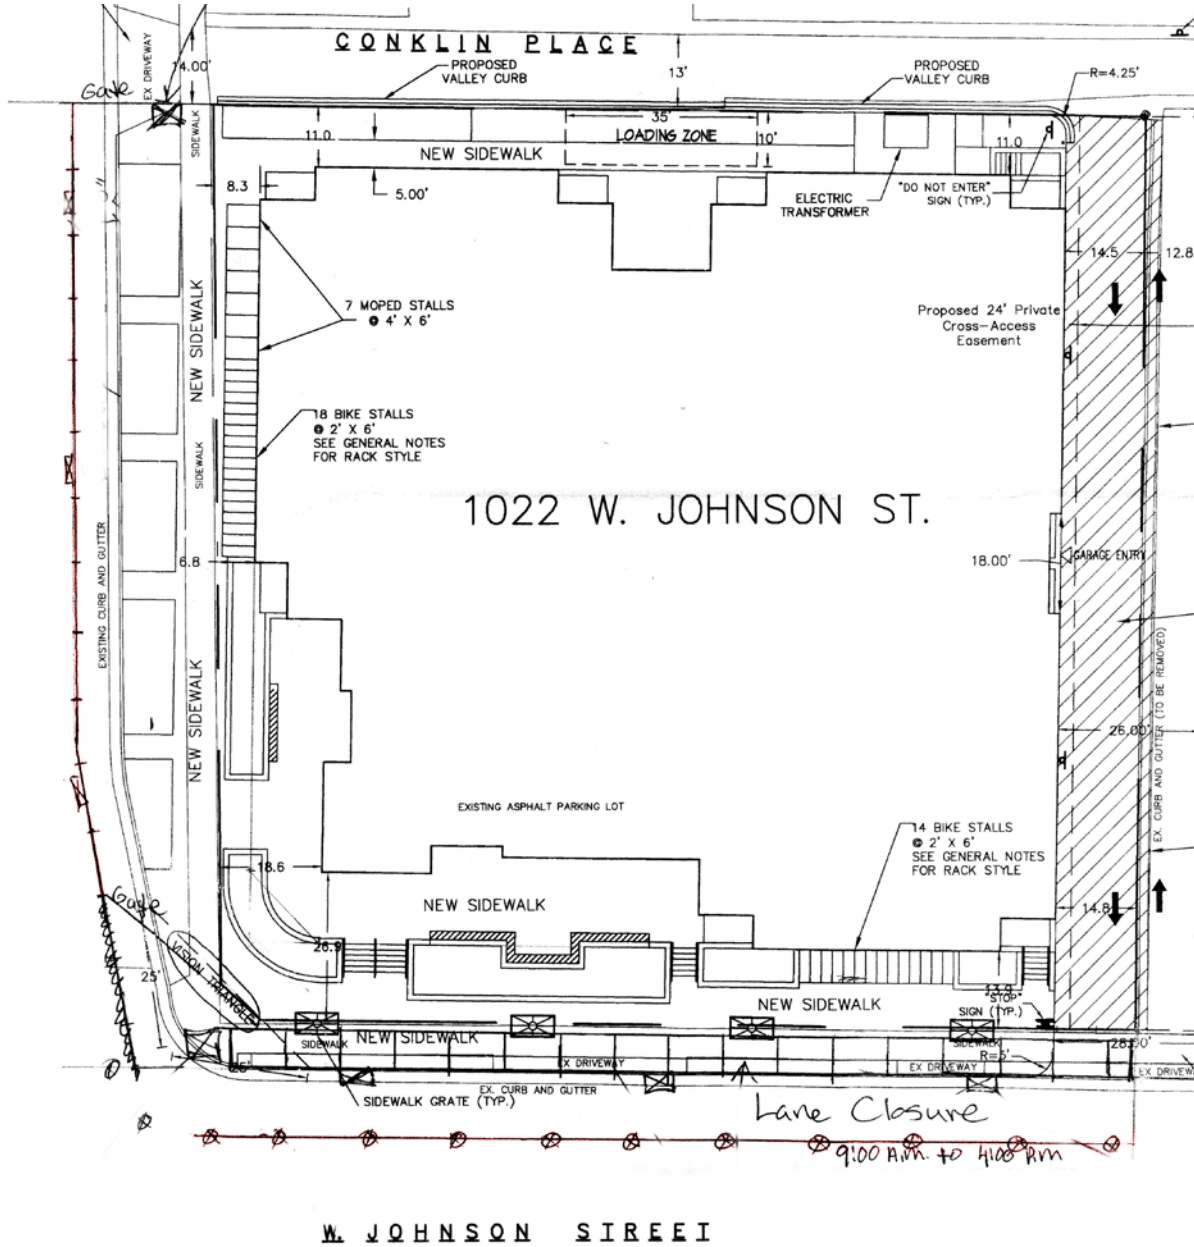 CONKLIN PLACE
EX DRIVEWAY
14.00'
PROPOSED
VALLEY CURB
13'
PROPOSED
VALLEY CURB
R=4.25'
Gate
SIDEWALK
11.0
35'
LOADING ZONE
10'
11.0
NEW SIDEWALK
8.3
5.00'
ELECTRIC
TRANSFORMER
"DO NOT ENTER"
SIGN (TYP.)
14.5
12.8
7 MOPED STALLS
@ 4' X 6'
Proposed 24' Private
Cross-Access
Easement
NEW SIDEWALK
18 BIKE STALLS
@ 2' X 6'
SEE GENERAL NOTES
FOR RACK STYLE
SIDEWALK
1022 W. JOHNSON ST.
EXISTING CURB AND GUTTER
6.8
18.00'
GARAGE ENTRY
NEW SIDEWALK
EX. CURB AND GUTTER (TO BE REMOVED)
26.00'
EXISTING ASPHALT PARKING LOT
14 BIKE STALLS
@ 2' X 6'
SEE GENERAL NOTES
FOR RACK STYLE
18.6
Gate
NEW SIDEWALK
14.8
26.9
VISION TRIANGLE
25'
13.9
"STOP"
SIGN (TYP.)
NEW SIDEWALK
SIDEWALK
NEW SIDEWALK
SIDEWALK
28.00'
R=5'
25'
EX DRIVEWAY
EX DRIVEWAY
EX DRIVEWA
EX. CURB AND GUTTER
SIDEWALK GRATE (TYP.)
Lane Closure
9:00 A.m. to 4:00 P.m
W. JOHNSON STREET